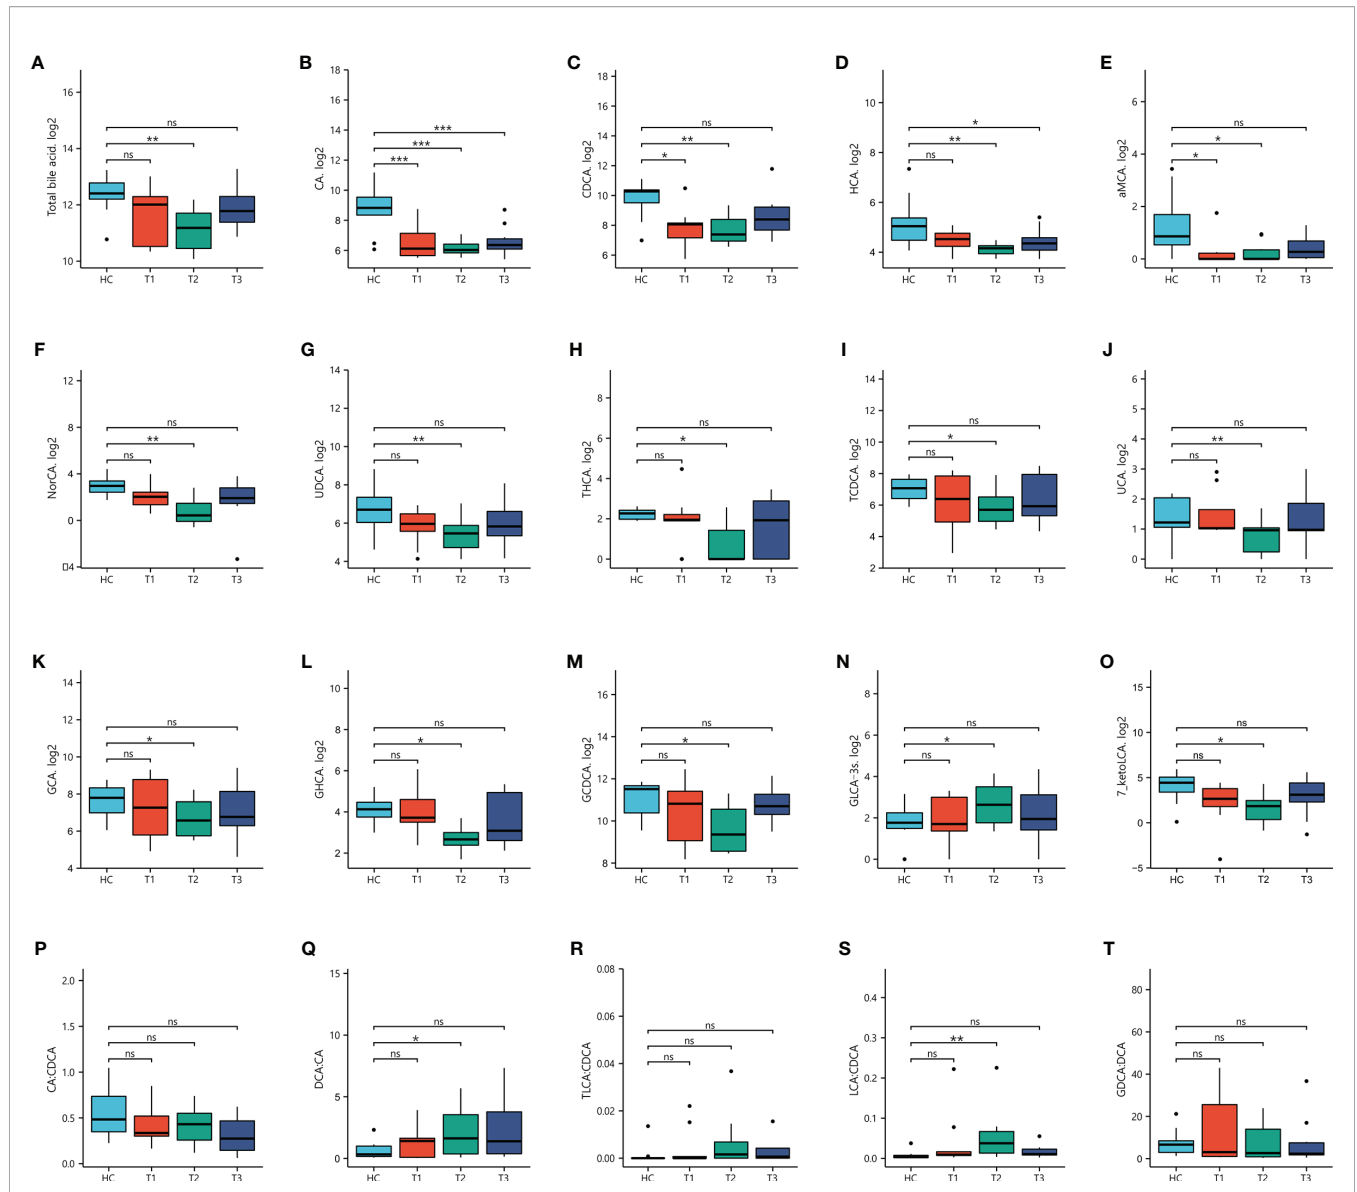 A
Total bile acid. log2
16
14
12
10
ns
**
ns
HC T1 T2 T3
B
CA. log2
18
16
14
12
10
8
6
***
***
***
HC T1 T2 T3
C
CDCA. log2
18
16
14
12
10
8
6
ns
**
*
HC T1 T2 T3
D
HCA. log2
10
8
6
4
*
**
ns
HC T1 T2 T3
E
aMCA. log2
6
4
2
0
ns
*
*
HC T1 T2 T3
F
NorCA. log2
12
8
4
0
□4
ns
**
ns
HC T1 T2 T3
G
UDCA. log2
14
12
10
8
6
4
ns
**
ns
HC T1 T2 T3
H
THCA. log2
8
6
4
2
0
ns
*
ns
HC T1 T2 T3
I
TCDCA. log2
14
12
10
8
6
4
2
ns
*
ns
HC T1 T2 T3
J
UCA. log2
6
5
4
3
2
1
0
ns
**
ns
HC T1 T2 T3
K
GCA. log2
14
12
10
8
6
4
ns
*
ns
HC T1 T2 T3
L
GHCA. log2
10
8
6
4
2
ns
*
ns
HC T1 T2 T3
M
GCDCA. log2
16
14
12
10
8
ns
*
ns
HC T1 T2 T3
N
GLCA-3s. log2
8
6
4
2
0
ns
*
ns
HC T1 T2 T3
O
7_ketoLCA. log2
15
10
5
0
−5
ns
*
ns
HC T1 T2 T3
P
CA:CDCA
2.0
1.5
1.0
0.5
0.0
ns
ns
ns
HC T1 T2 T3
Q
DCA:CA
15
10
5
0
ns
*
ns
HC T1 T2 T3
R
TLCA:CDCA
0.08
0.06
0.04
0.02
0.00
ns
ns
ns
HC T1 T2 T3
S
LCA:CDCA
0.4
0.3
0.2
0.1
0.0
ns
**
ns
HC T1 T2 T3
T
GDCA:DCA
80
60
40
20
0
ns
ns
ns
HC T1 T2 T3